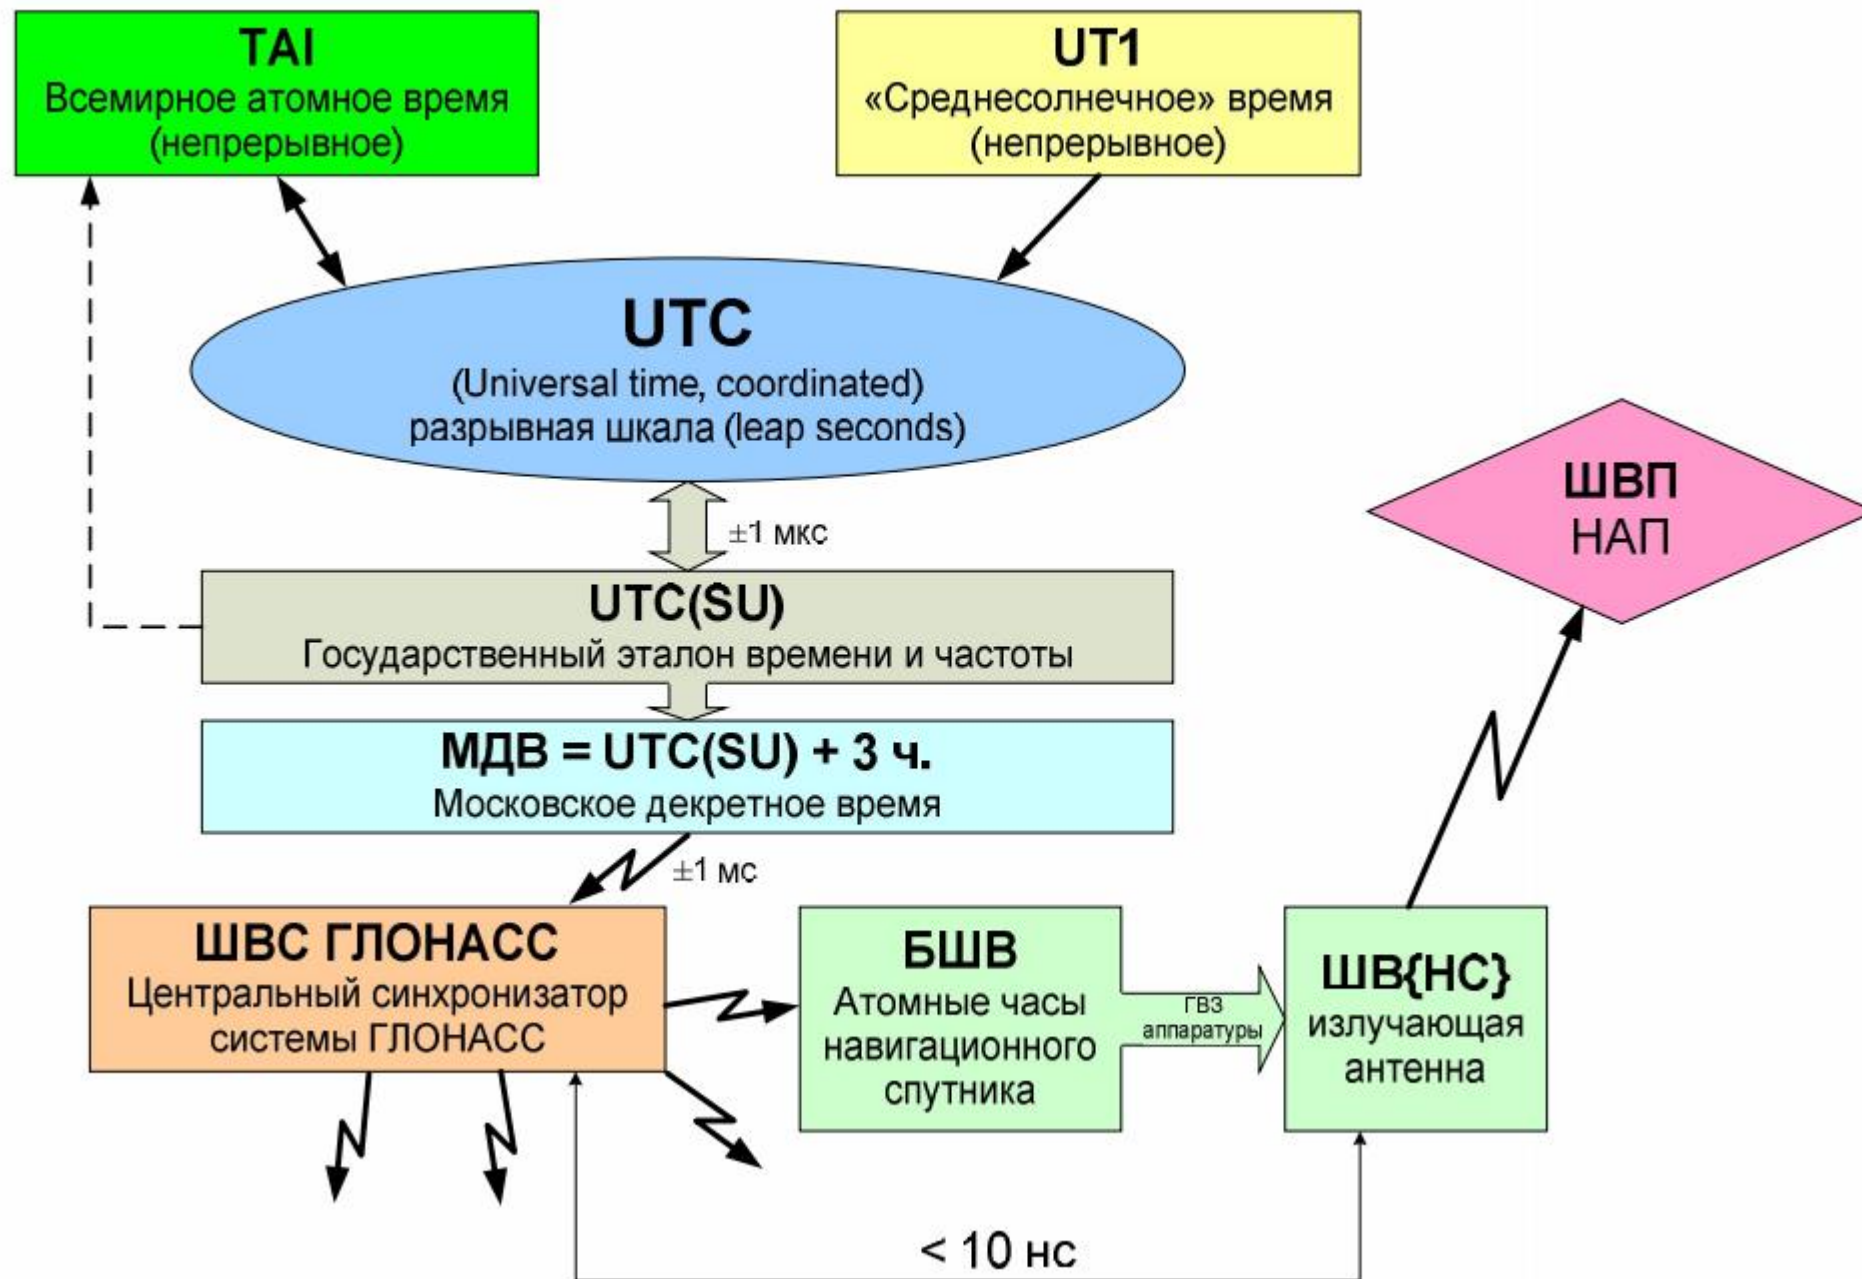 TAI
Всемирное атомное время
(непрерывное)
UT1
«Среднесолнечное» время
(непрерывное)
UTC
(Universal time, coordinated)
разрывная шкала (leap seconds)
±1 мкс
ШВП
НАП
UTC(SU)
Государственный эталон времени и частоты
МДВ = UTC(SU) + 3 ч.
Московское декретное время
±1 мс
ШВС ГЛОНАСС
Центральный синхронизатор
системы ГЛОНАСС
БШВ
Атомные часы
навигационного
спутника
ГВЗ
аппаратуры
ШВ{НС}
излучающая
антенна
< 10 нс